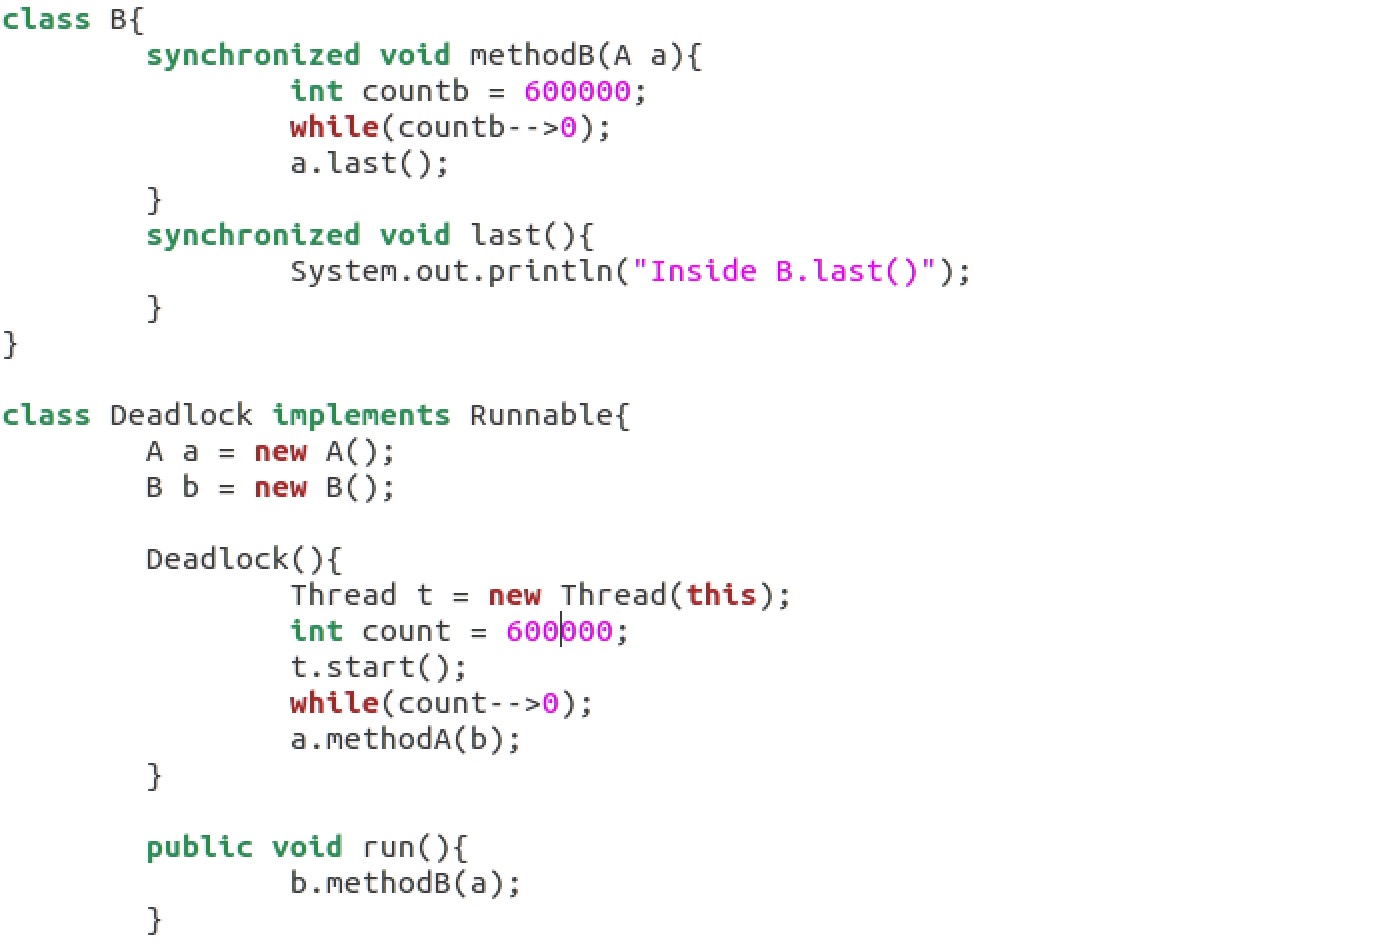 class B{
        synchronized void methodB(A a){
                int countb = 600000;
                while(countb-->0);
                a.last();
        }
        synchronized void last(){
                System.out.println("Inside B.last()");
        }
}

class Deadlock implements Runnable{
        A a = new A();
        B b = new B();

        Deadlock(){
                Thread t = new Thread(this);
                int count = 600000;
                t.start();
                while(count-->0);
                a.methodA(b);
        }

        public void run(){
                b.methodB(a);
        }